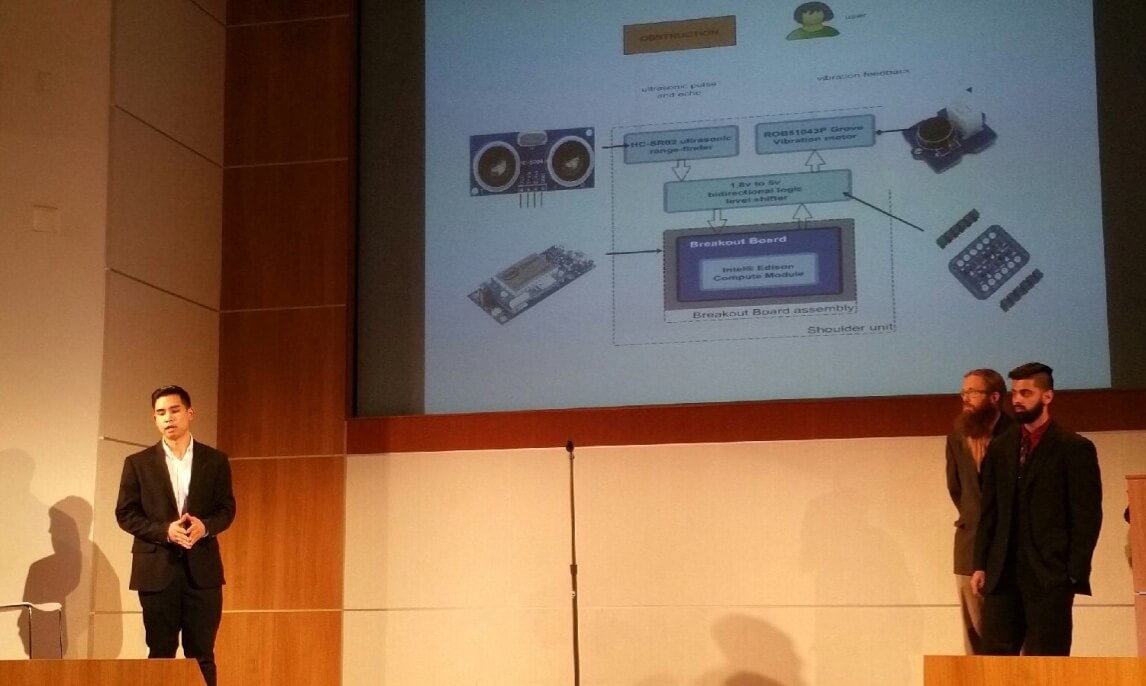 OBSTRUCTION
user
ultrasonic pulse
and echo
vibration feedback
HC-SR02 ultrasonic
range-finder
ROB51043P Grove
Vibration motor
1.8v to 5v
bidirectional logic
level shifter
Breakout Board
Intel® Edison
Compute Module
Breakout Board assembly
Shoulder unit